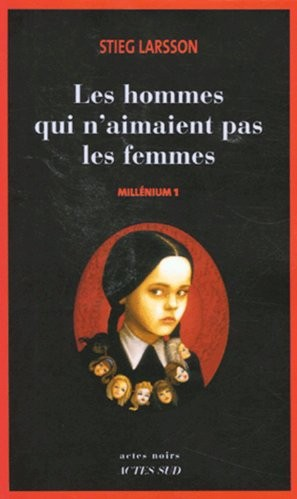 STIEG LARSSON
Les hommes
qui n'aimaient pas
les femmes
MILLÉNIUM 1
actes noirs
ACTES SUD